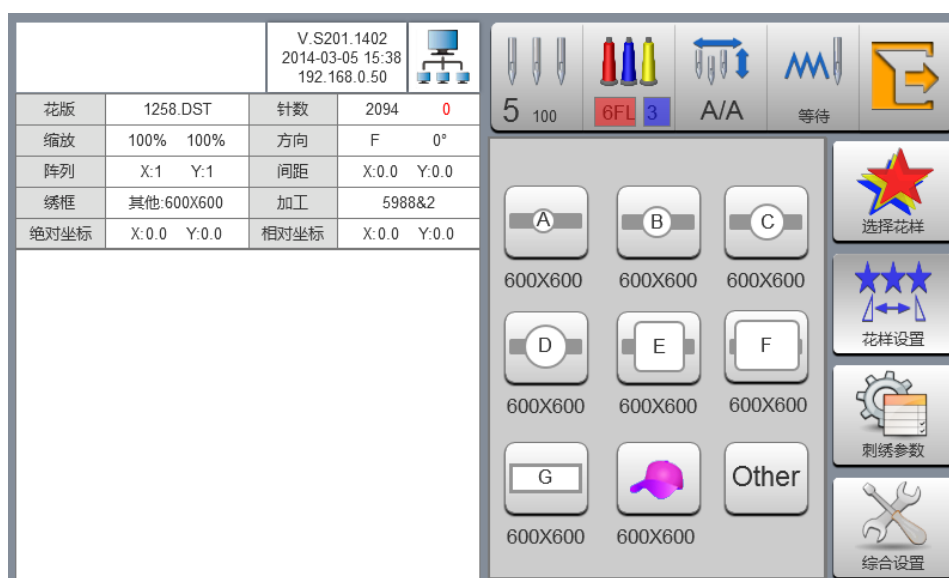 V.S201.1402
2014-03-05 15:38
192.168.0.50
花版 1258.DST 针数 2094 0
缩放 100% 100% 方向 F 0°
阵列 X:1 Y:1 间距 X:0.0 Y:0.0
绣框 其他:600X600 加工 5988&2
绝对坐标 X:0.0 Y:0.0 相对坐标 X:0.0 Y:0.0
5 100 6FL 3 A/A 等待
A B C
600X600 600X600 600X600
D E F
600X600 600X600 600X600
G Other
600X600 600X600
选择花样
花样设置
刺绣参数
综合设置